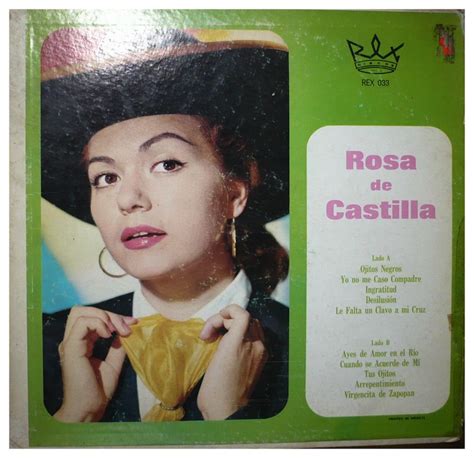 REX
REX 033
Rosa
de
Castilla
Lado A
Ojitos Negros
Yo no me Caso Compadre
Ingratitud
Desilusión
Le Falta un Clavo a mi Cruz
Lado B
Ayes de Amor en el Río
Cuando se Acuerde de Mí
Tus Ojitos
Arrepentimiento
Virgencita de Zapopan